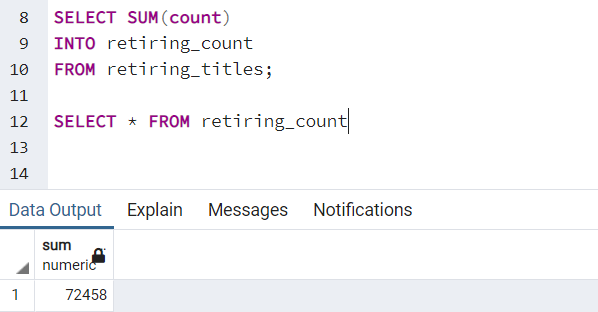 8 SELECT SUM(count)
9 INTO retiring_count
10 FROM retiring_titles;
11
12 SELECT * FROM retiring_count
13
14
Data Output Explain Messages Notifications
sum
numeric
1 72458